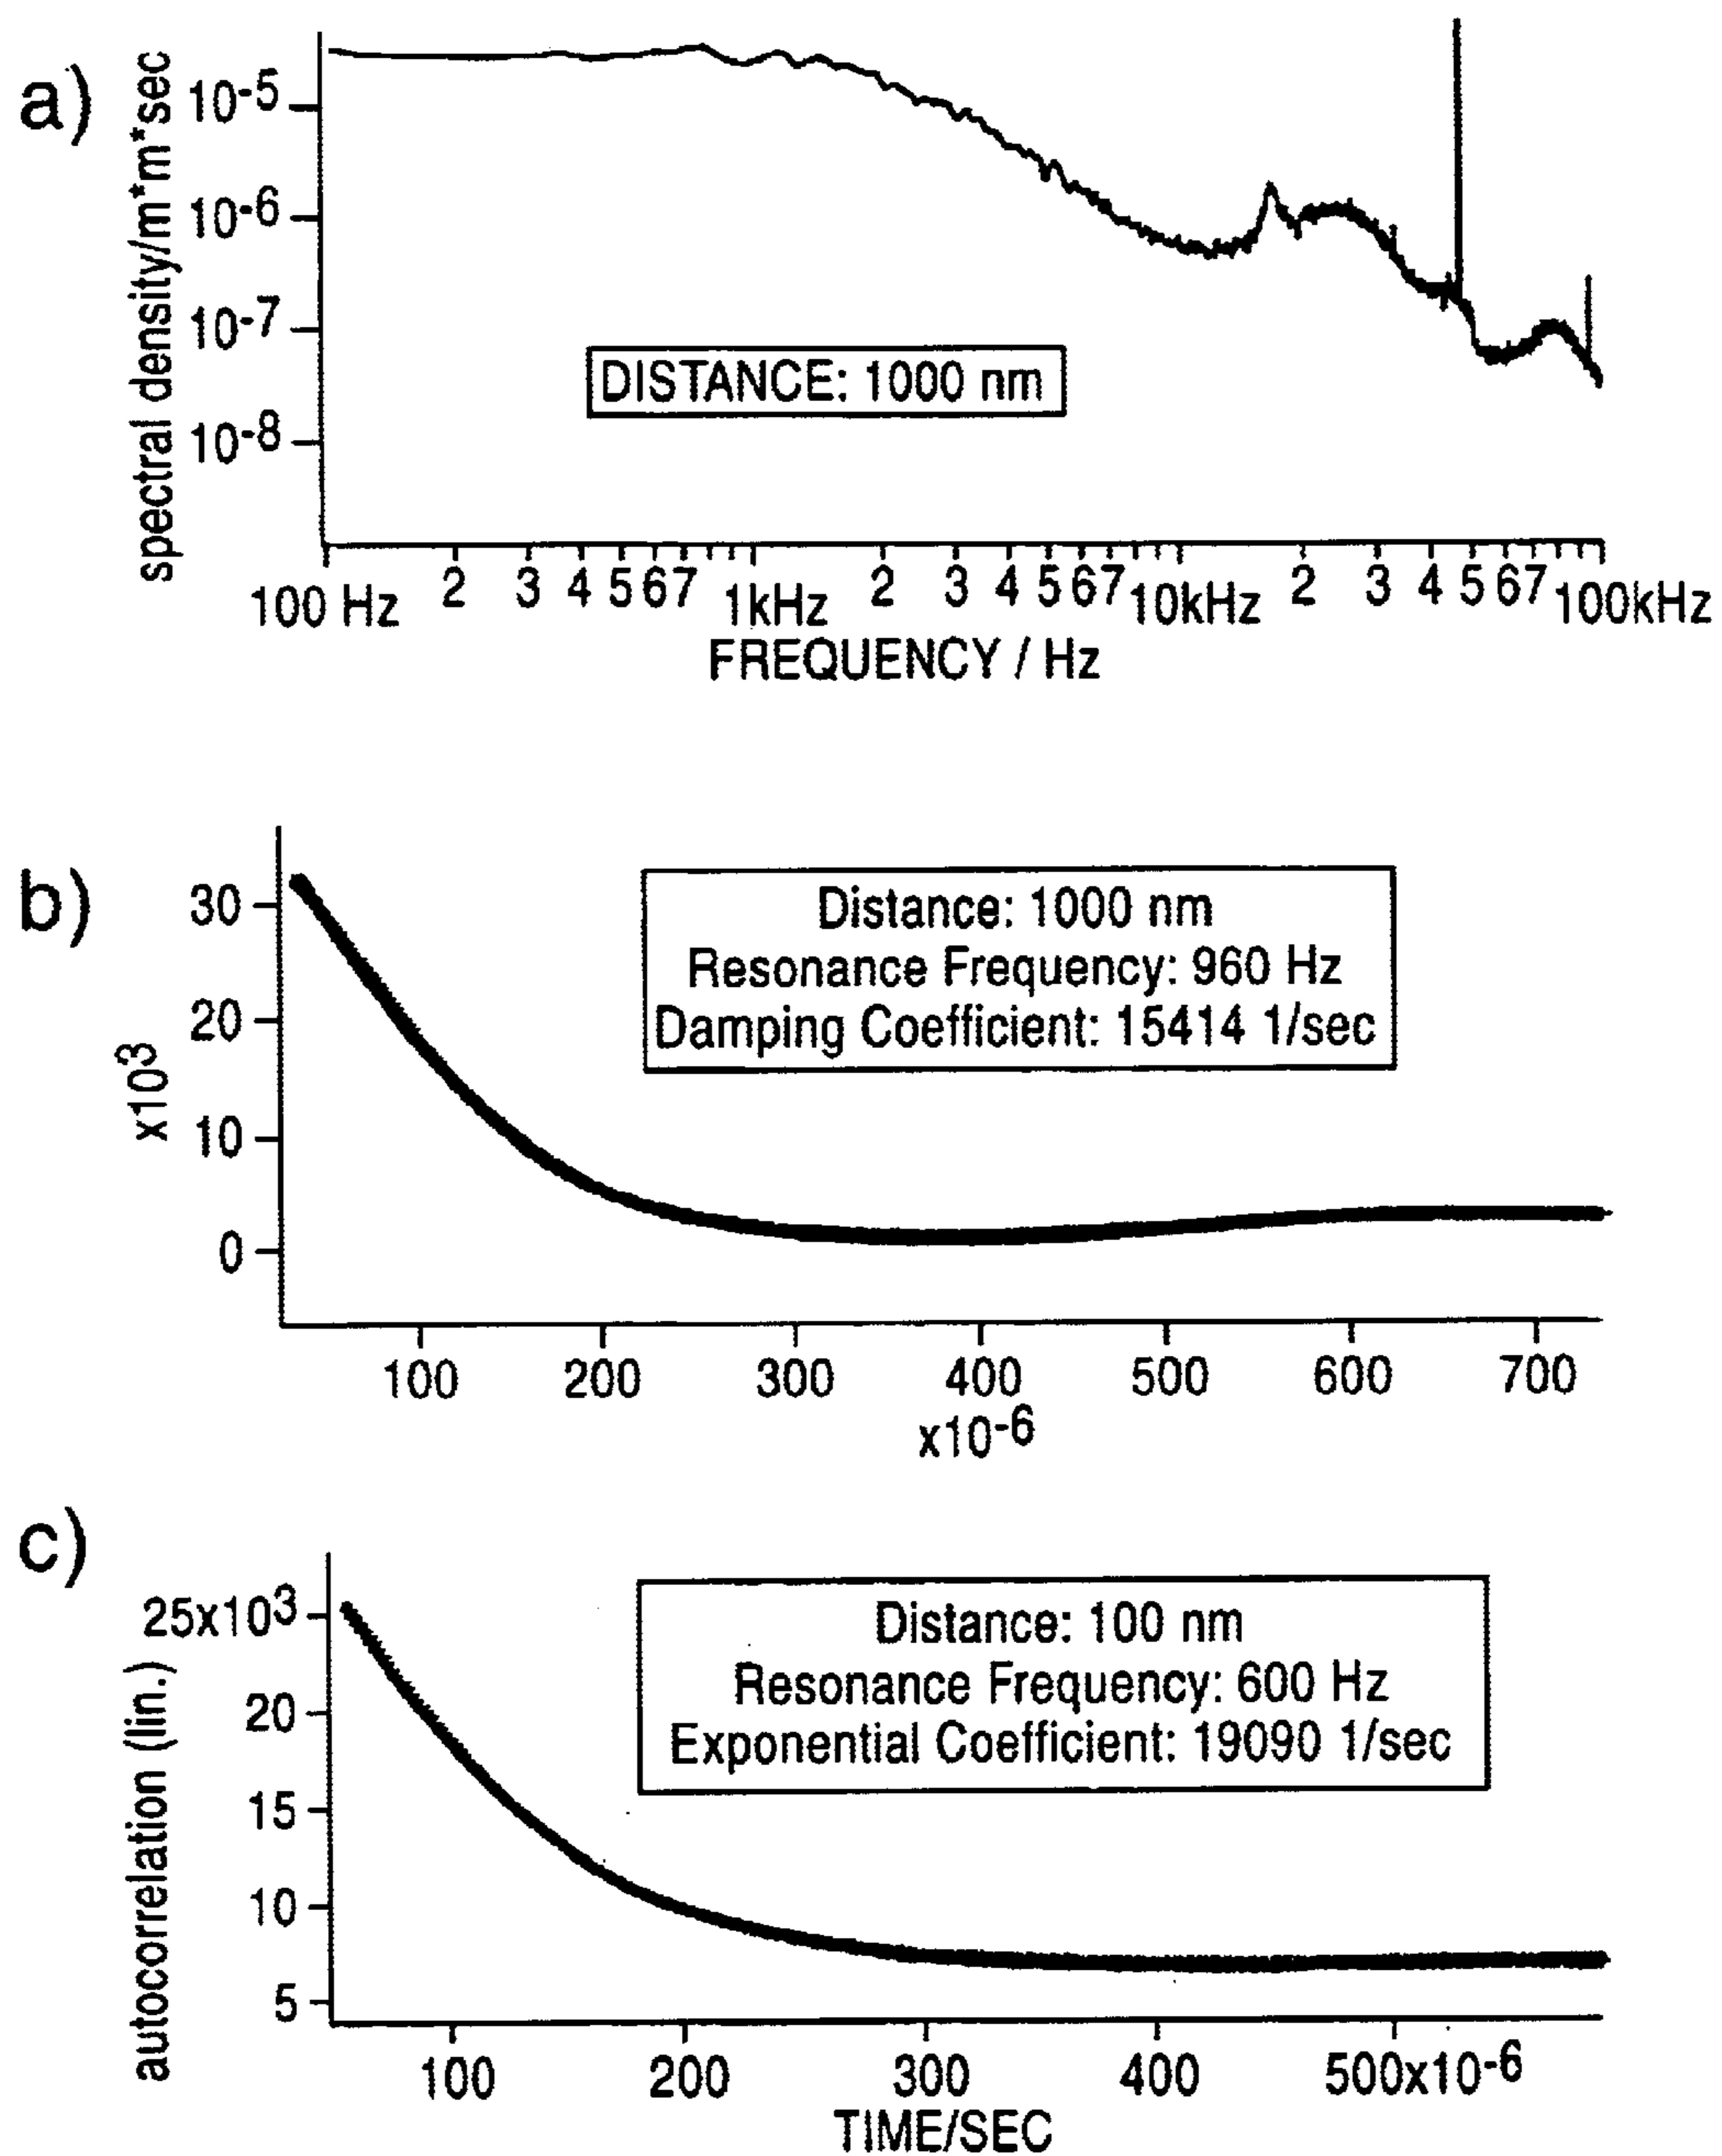 a)
spectral density/m*m*sec
10-5
10-6
10-7
10-8
DISTANCE: 1000 nm
100 Hz 2 3 4 5 6 7 1kHz 2 3 4 5 6 7 10kHz 2 3 4 5 6 7 100kHz
FREQUENCY / Hz
b)
x103
30
20
10
0
Distance: 1000 nm
Resonance Frequency: 960 Hz
Damping Coefficient: 15414 1/sec
100 200 300 400 500 600 700
x10-6
c)
autocorrelation (lin.)
25x103
20
15
10
5
Distance: 100 nm
Resonance Frequency: 600 Hz
Exponential Coefficient: 19090 1/sec
100 200 300 400 500x10-6
TIME/SEC